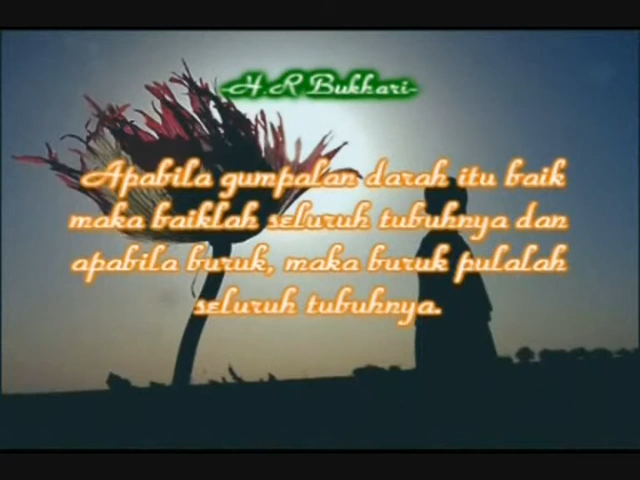 -H.R Bukhari-
Apabila gumpalan darah itu baik
maka baiklah seluruh tubuhnya dan
apabila buruk, maka buruk pulalah
seluruh tubuhnya.